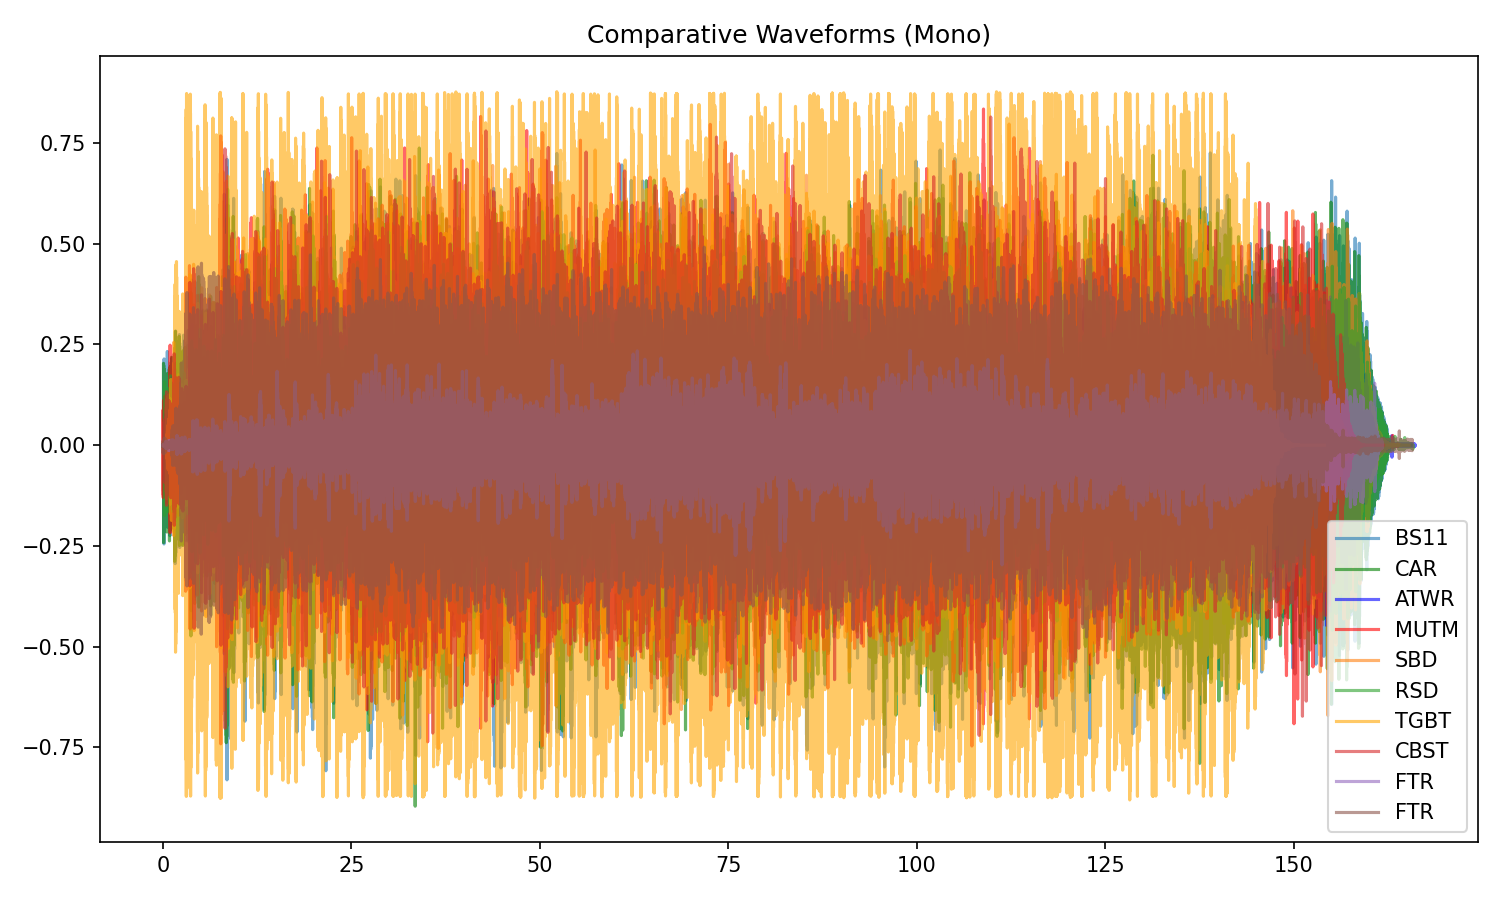 Comparative Waveforms (Mono)
0.75
0.50
0.25
0.00
−0.25
−0.50
−0.75
0 25 50 75 100 125 150
BS11
CAR
ATWR
MUTM
SBD
RSD
TGBT
CBST
FTR
FTR